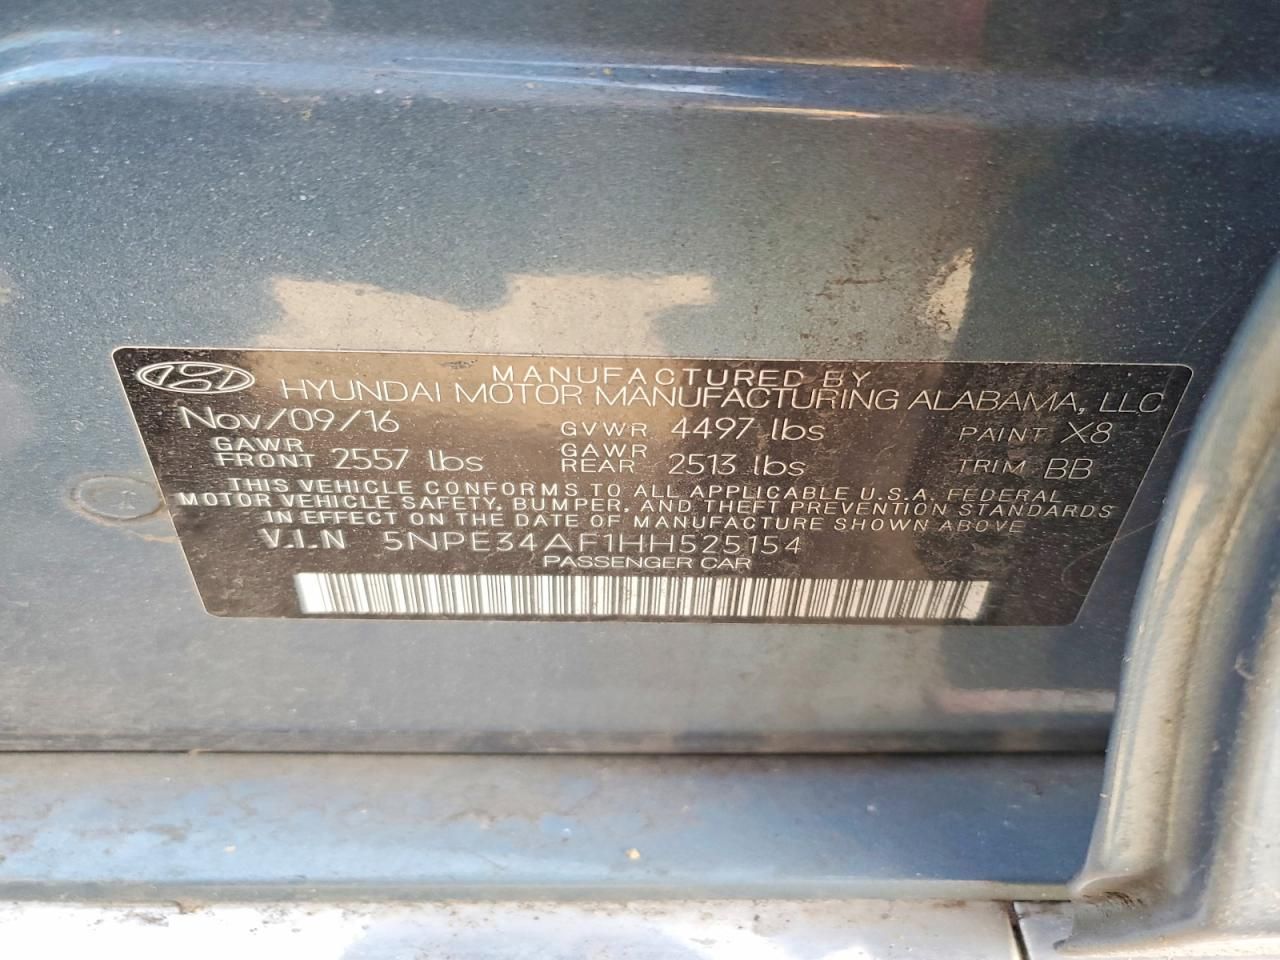 MANUFACTURED BY
HYUNDAI MOTOR MANUFACTURING ALABAMA, LLC
Nov/09/16 GVWR 4497 lbs PAINT X8
GAWR FRONT 2557 lbs GAWR REAR 2513 lbs TRIM BB
THIS VEHICLE CONFORMS TO ALL APPLICABLE U.S.A. FEDERAL
MOTOR VEHICLE SAFETY, BUMPER, AND THEFT PREVENTION STANDARDS
IN EFFECT ON THE DATE OF MANUFACTURE SHOWN ABOVE
V.I.N 5NPE34AF1HH525154
PASSENGER CAR